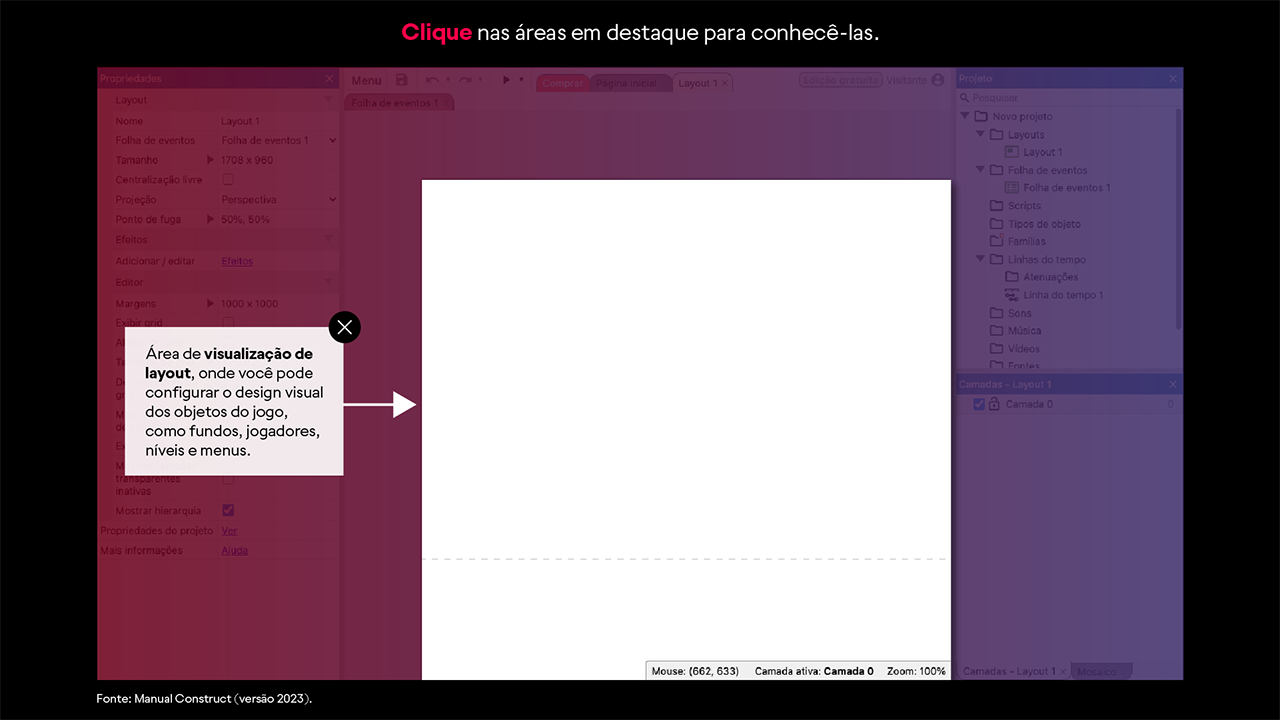 Clique nas áreas em destaque para conhecê-las.
Propriedades
Menu
Comprar
Página inicial
Layout 1
Edição gratuita
Visitante
Projeto
Folha de eventos 1
Pesquisar
Layout
Nome Layout 1
Folha de eventos Folha de eventos 1
Tamanho 1708 x 960
Centralização livre
Projeção Perspectiva
Ponto de fuga 50%, 50%
Efeitos
Adicionar / editar Efeitos
Editor
Margens 1000 x 1000
Exibir grid
Área de visualização de
layout, onde você pode
configurar o design visual
dos objetos do jogo,
como fundos, jogadores,
níveis e menus.
transparentes
inativas
Mostrar hierarquia
Propriedades do projeto Ver
Mais informações Ajuda
Novo projeto
Layouts
Layout 1
Folha de eventos
Folha de eventos 1
Scripts
Tipos de objeto
Famílias
Linhas do tempo
Atenuações
Linha do tempo 1
Sons
Música
Vídeos
Fontes
Camadas - Layout 1
Camada 0 0
Mouse: (662, 633) Camada ativa: Camada 0 Zoom: 100%
Camadas - Layout 1
Mosaico
Fonte: Manual Construct (versão 2023).